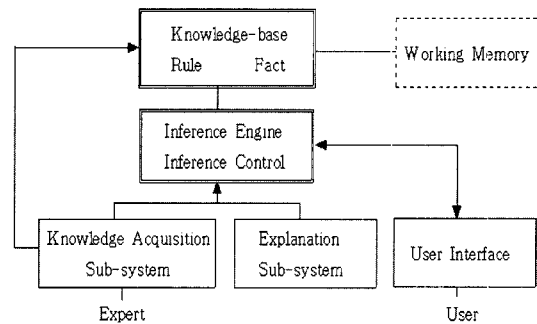 Knowledge-base
Rule Fact
Working Memory
Inference Engine
Inference Control
Knowledge Acquisition
Sub-system
Explanation
Sub-system
User Interface
Expert
User